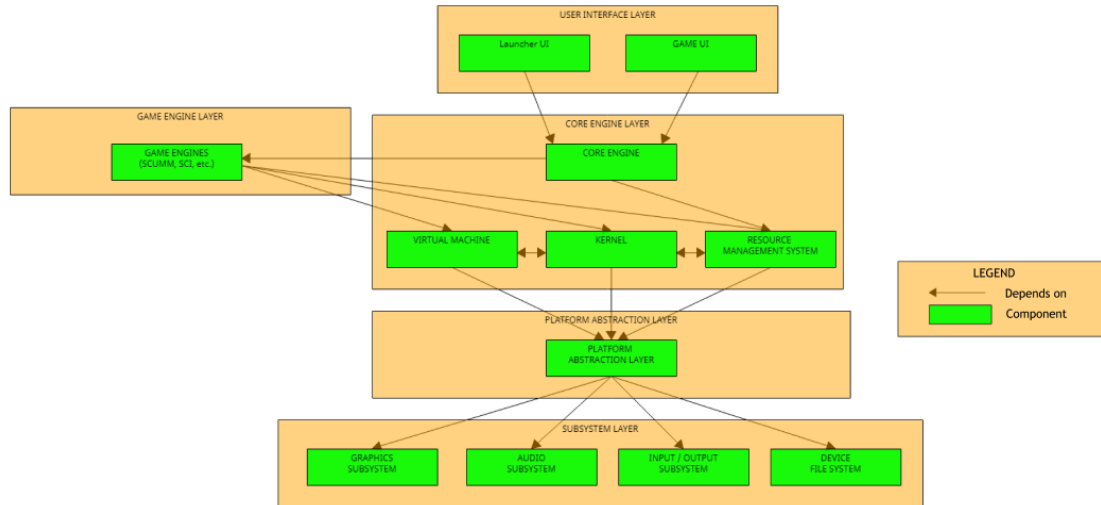 USER INTERFACE LAYER
Launcher UI
GAME UI
GAME ENGINE LAYER
GAME ENGINES
(SCUMM, SCI, etc.)
CORE ENGINE LAYER
CORE ENGINE
VIRTUAL MACHINE
KERNEL
RESOURCE
MANAGEMENT SYSTEM
LEGEND
Depends on
Component
PLATFORM ABSTRACTION LAYER
PLATFORM
ABSTRACTION LAYER
SUBSYSTEM LAYER
GRAPHICS
SUBSYSTEM
AUDIO
SUBSYSTEM
INPUT / OUTPUT
SUBSYSTEM
DEVICE
FILE SYSTEM